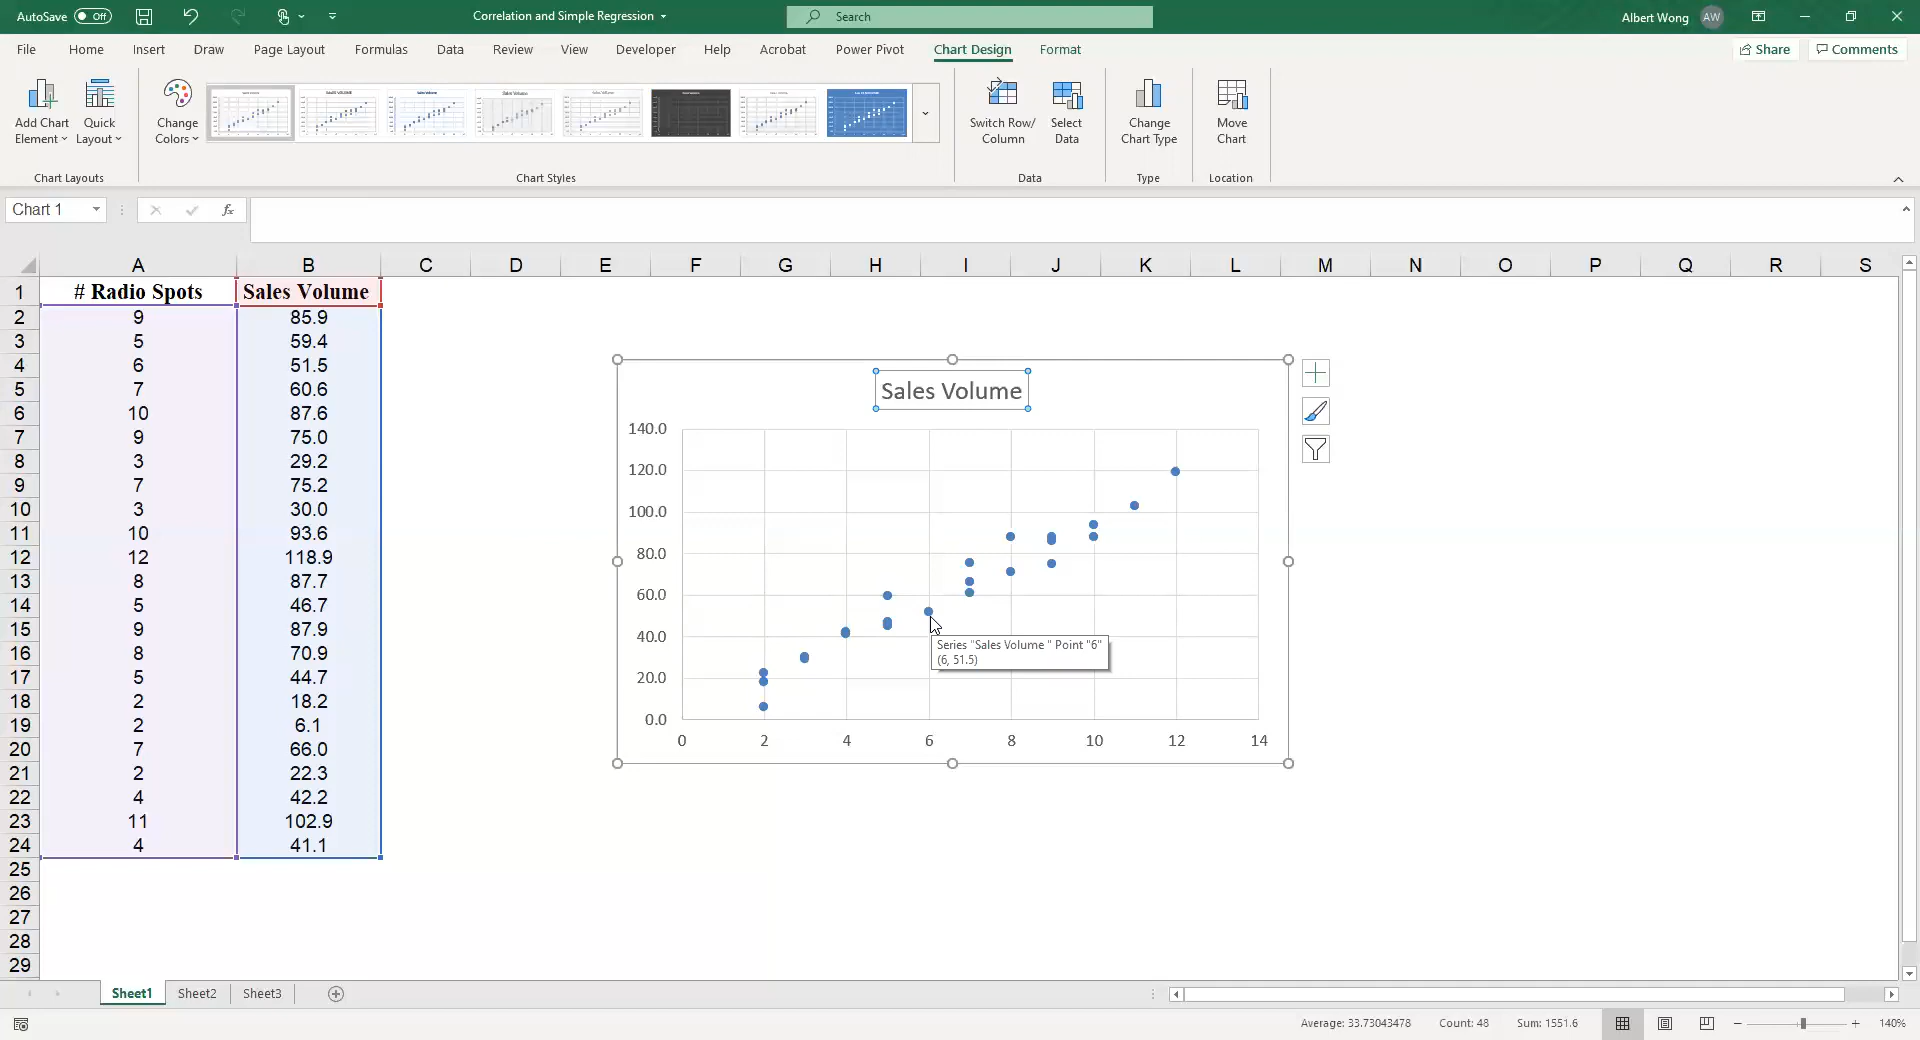 AutoSave Off Correlation and Simple Regression Search Albert Wong AW
File Home Insert Draw Page Layout Formulas Data Review View Developer Help Acrobat Power Pivot Chart Design Format Share Comments
Add Chart Element
Quick Layout
Change Colors
Switch Row/ Column
Select Data
Change Chart Type
Move Chart
Chart Layouts Chart Styles Data Type Location
Chart 1 fx
A B C D E F G H I J K L M N O P Q R S
1 # Radio Spots Sales Volume
2 9 85.9
3 5 59.4
4 6 51.5
5 7 60.6
6 10 87.6
7 9 75.0
8 3 29.2
9 7 75.2
10 3 30.0
11 10 93.6
12 12 118.9
13 8 87.7
14 5 46.7
15 9 87.9
16 8 70.9
17 5 44.7
18 2 18.2
19 2 6.1
20 7 66.0
21 2 22.3
22 4 42.2
23 11 102.9
24 4 41.1
25
26
27
28
29
Sales Volume
140.0
120.0
100.0
80.0
60.0
40.0
20.0
0.0
0 2 4 6 8 10 12 14
Series "Sales Volume " Point "6"
(6, 51.5)
Sheet1 Sheet2 Sheet3
Average: 33.73043478 Count: 48 Sum: 1551.6 140%